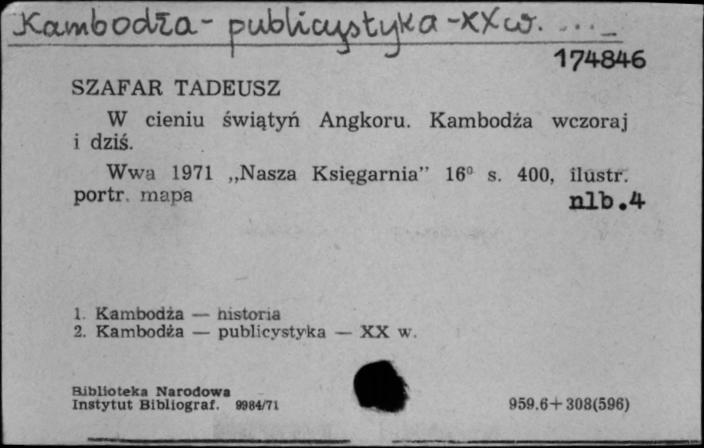 Kambodża - publicystyka - XX w.
174846
SZAFAR TADEUSZ
W cieniu świątyń Angkoru. Kambodża wczoraj
i dziś.
Wwa 1971 „Nasza Księgarnia” 16° s. 400, ilustr.
portr. mapa nlb.4
1. Kambodża — historia
2. Kambodża — publicystyka — XX w.
Biblioteka Narodowa
Instytut Bibliograf. 9984/71 959.6+308(596)